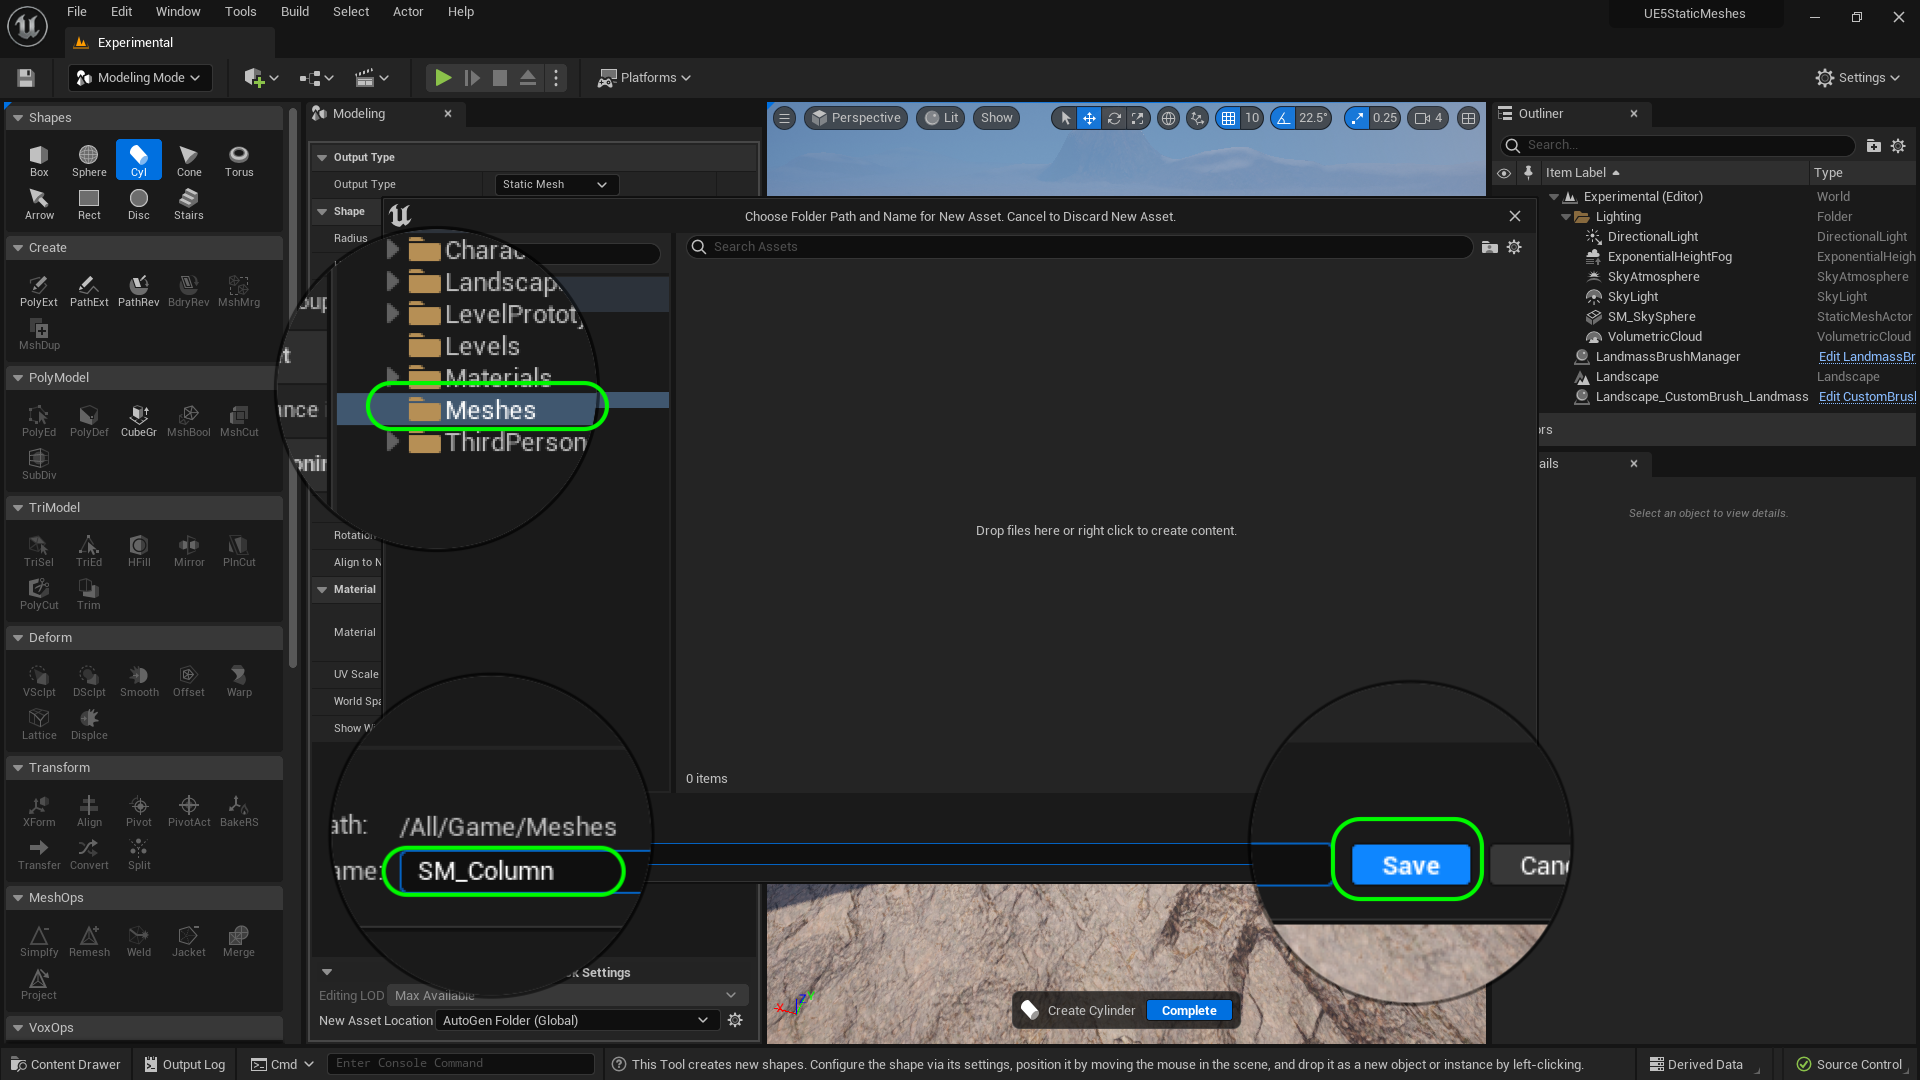 File Edit Window Tools Build Select Actor Help
UE5StaticMeshes
Experimental
Modeling Mode
Platforms
Settings
Shapes
Box Sphere Cyl Cone Torus
Arrow Rect Disc Stairs
Create
PolyExt PathExt PathRev BdryRev MshMrg
MshDup
PolyModel
PolyEd PolyDef CubeGr MshBool MshCut
SubDiv
TriModel
TriSel TriEd HFill Mirror PlnCut
PolyCut Trim
Deform
VSclpt DSclpt Smooth Offset Warp
Lattice Displce
Transform
XForm Align Pivot PivotAct BakeRS
Transfer Convert Split
MeshOps
Simplfy Remesh Weld Jacket Merge
Project
VoxOps
Modeling
Output Type
Output Type Static Mesh
Shape
Radius
Rotation
Align to N
Material
Material
UV Scale
World Spa
Show Wi
k Settings
Editing LOD Max Available
New Asset Location AutoGen Folder (Global)
Perspective Lit Show 10 22.5° 0.25 4
Choose Folder Path and Name for New Asset. Cancel to Discard New Asset.
Search Assets
Charac
Landscap
LevelPrototy
Levels
Materials
Meshes
ThirdPerson
Drop files here or right click to create content.
0 items
ath: /All/Game/Meshes
ame: SM_Column
Save Canc
Create Cylinder Complete
Outliner
Search...
Item Label Type
Experimental (Editor) World
Lighting Folder
DirectionalLight DirectionalLight
ExponentialHeightFog ExponentialHeigh
SkyAtmosphere SkyAtmosphere
SkyLight SkyLight
SM_SkySphere StaticMeshActor
VolumetricCloud VolumetricCloud
LandmassBrushManager Edit LandmassBr
Landscape Landscape
Landscape_CustomBrush_Landmass Edit CustomBrus
ors
ails
Select an object to view details.
Content Drawer Output Log Cmd Enter Console Command
This Tool creates new shapes. Configure the shape via its settings, position it by moving the mouse in the scene, and drop it as a new object or instance by left-clicking.
Derived Data Source Control